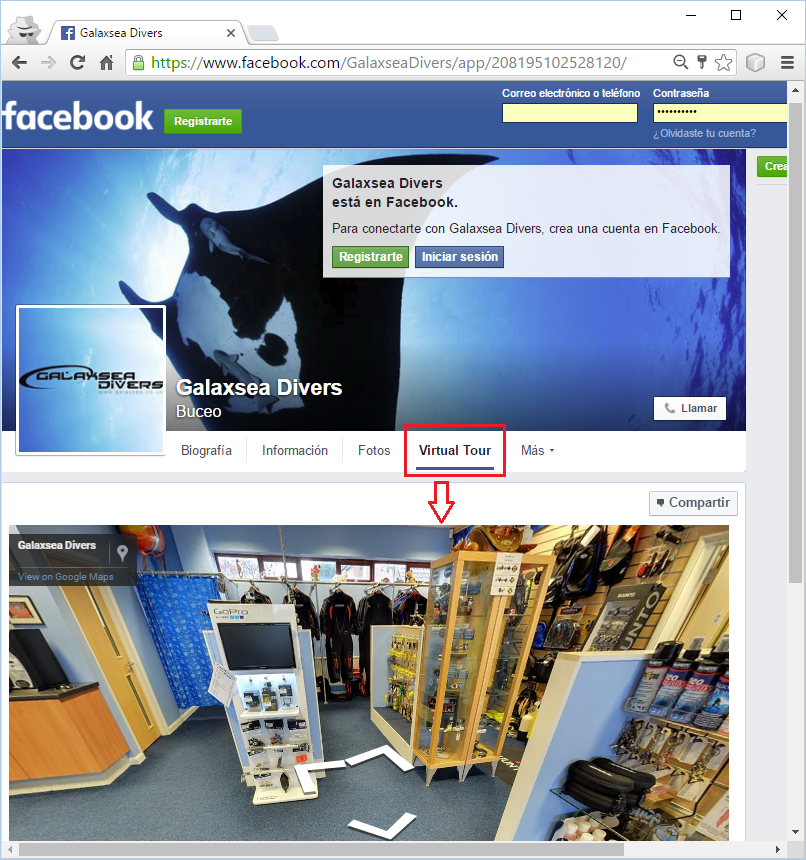 Galaxsea Divers
https://www.facebook.com/GalaxseaDivers/app/208195102528120/
Correo electrónico o teléfono
Contraseña
facebook
Registrarte
¿Olvidaste tu cuenta?
Crea
Galaxsea Divers
está en Facebook.
Para conectarte con Galaxsea Divers, crea una cuenta en Facebook.
Registrarte
Iniciar sesión
GALAXSEA
DIVERS
Galaxsea Divers
Buceo
Llamar
Biografía
Información
Fotos
Virtual Tour
Más
Compartir
Galaxsea Divers
View on Google Maps
GoPro
SUUNTO